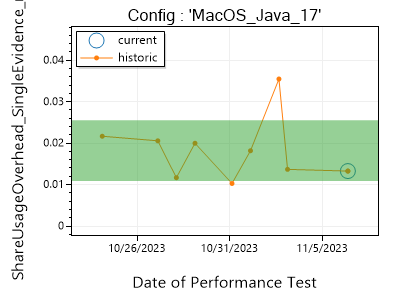 Config : 'MacOS_Java_17'
current
historic
0.04
0.03
0.02
0.01
0
10/26/2023
10/31/2023
11/5/2023
Date of Performance Test
ShareUsageOverhead_SingleEvidence_